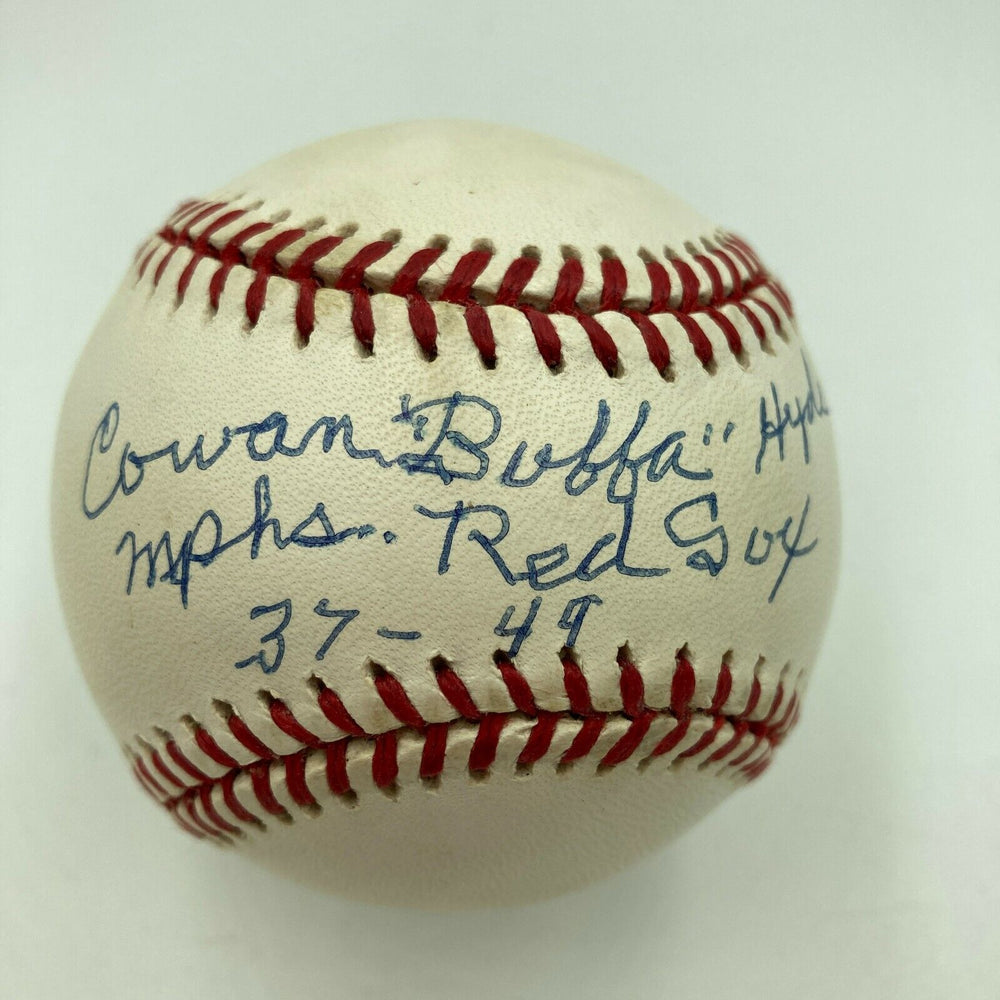 Cowan "Bubba" Hyde
Mphs. Red Sox
37 - 49